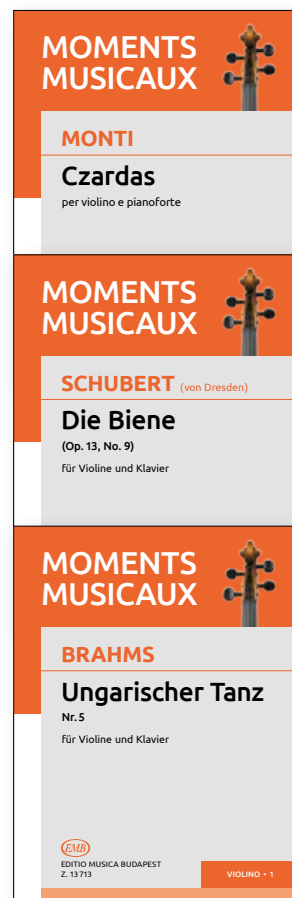 MOMENTS
MUSICAUX
MONTI
Czardas
per violino e pianoforte
MOMENTS
MUSICAUX
SCHUBERT (von Dresden)
Die Biene
(Op. 13, No. 9)
für Violine und Klavier
MOMENTS
MUSICAUX
BRAHMS
Ungarischer Tanz
Nr. 5
für Violine und Klavier
EMB
EDITIO MUSICA BUDAPEST
Z. 13 713
VIOLINO • 1